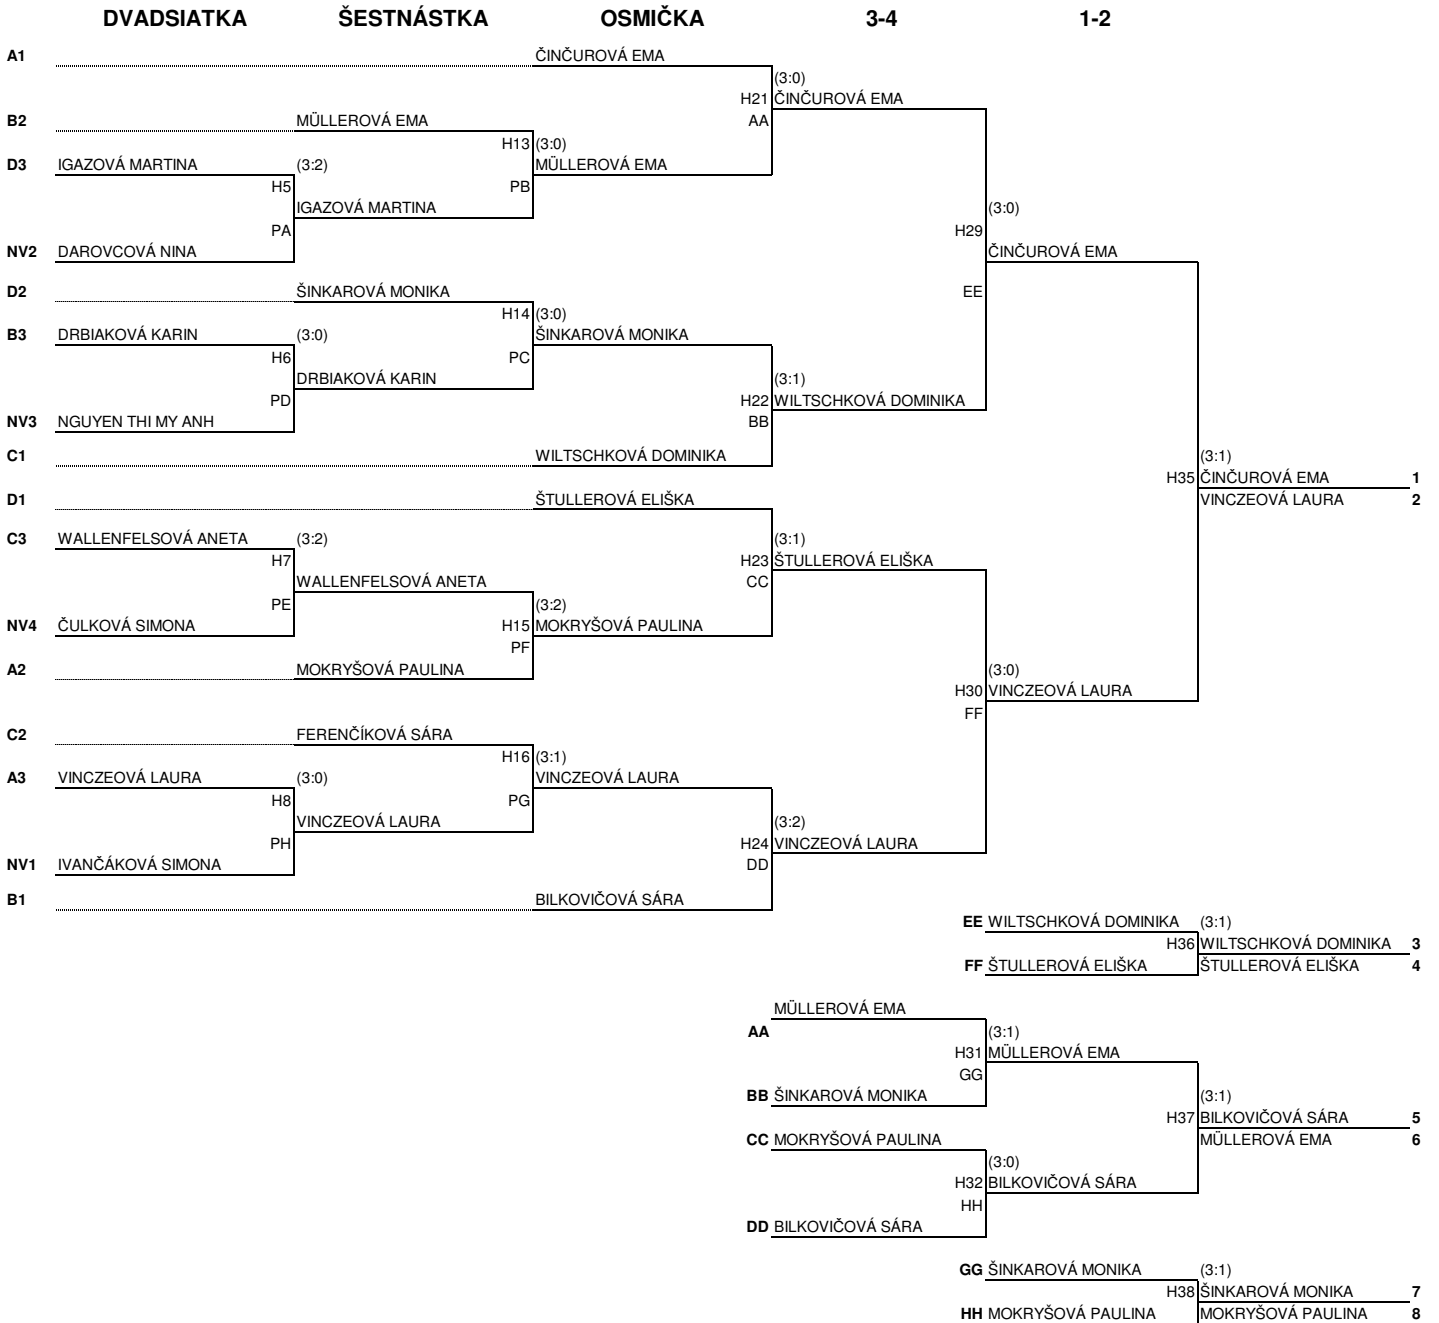 DVADSIATKA ŠESTNÁSTKA OSMIČKA 3-4 1-2
A1 ČINČUROVÁ EMA
(3:0)
H21 ČINČUROVÁ EMA
B2 MÜLLEROVÁ EMA AA
H13 (3:0)
D3 IGAZOVÁ MARTINA (3:2) MÜLLEROVÁ EMA
H5 PB
IGAZOVÁ MARTINA (3:0)
PA H29
NV2 DAROVCOVÁ NINA ČINČUROVÁ EMA
D2 ŠINKAROVÁ MONIKA EE
H14 (3:0)
B3 DRBIAKOVÁ KARIN (3:0) ŠINKAROVÁ MONIKA
H6 PC
DRBIAKOVÁ KARIN (3:1)
PD H22 WILTSCHKOVÁ DOMINIKA
NV3 NGUYEN THI MY ANH BB
C1 WILTSCHKOVÁ DOMINIKA (3:1)
H35 ČINČUROVÁ EMA 1
D1 ŠTULLEROVÁ ELIŠKA VINCZEOVÁ LAURA 2
C3 WALLENFELSOVÁ ANETA (3:2) (3:1)
H7 H23 ŠTULLEROVÁ ELIŠKA
WALLENFELSOVÁ ANETA CC
PE (3:2)
NV4 ČULKOVÁ SIMONA H15 MOKRYŠOVÁ PAULINA
PF
A2 MOKRYŠOVÁ PAULINA (3:0)
H30 VINCZEOVÁ LAURA
FF
C2 FERENČÍKOVÁ SÁRA
H16 (3:1)
A3 VINCZEOVÁ LAURA (3:0) VINCZEOVÁ LAURA
H8 PG
VINCZEOVÁ LAURA (3:2)
PH H24 VINCZEOVÁ LAURA
NV1 IVANČÁKOVÁ SIMONA DD
B1 BILKOVIČOVÁ SÁRA
EE WILTSCHKOVÁ DOMINIKA (3:1)
H36 WILTSCHKOVÁ DOMINIKA 3
FF ŠTULLEROVÁ ELIŠKA ŠTULLEROVÁ ELIŠKA 4
MÜLLEROVÁ EMA
AA (3:1)
H31 MÜLLEROVÁ EMA
GG
BB ŠINKAROVÁ MONIKA (3:1)
H37 BILKOVIČOVÁ SÁRA 5
CC MOKRYŠOVÁ PAULINA MÜLLEROVÁ EMA 6
(3:0)
H32 BILKOVIČOVÁ SÁRA
HH
DD BILKOVIČOVÁ SÁRA
GG ŠINKAROVÁ MONIKA (3:1)
H38 ŠINKAROVÁ MONIKA 7
HH MOKRYŠOVÁ PAULINA MOKRYŠOVÁ PAULINA 8